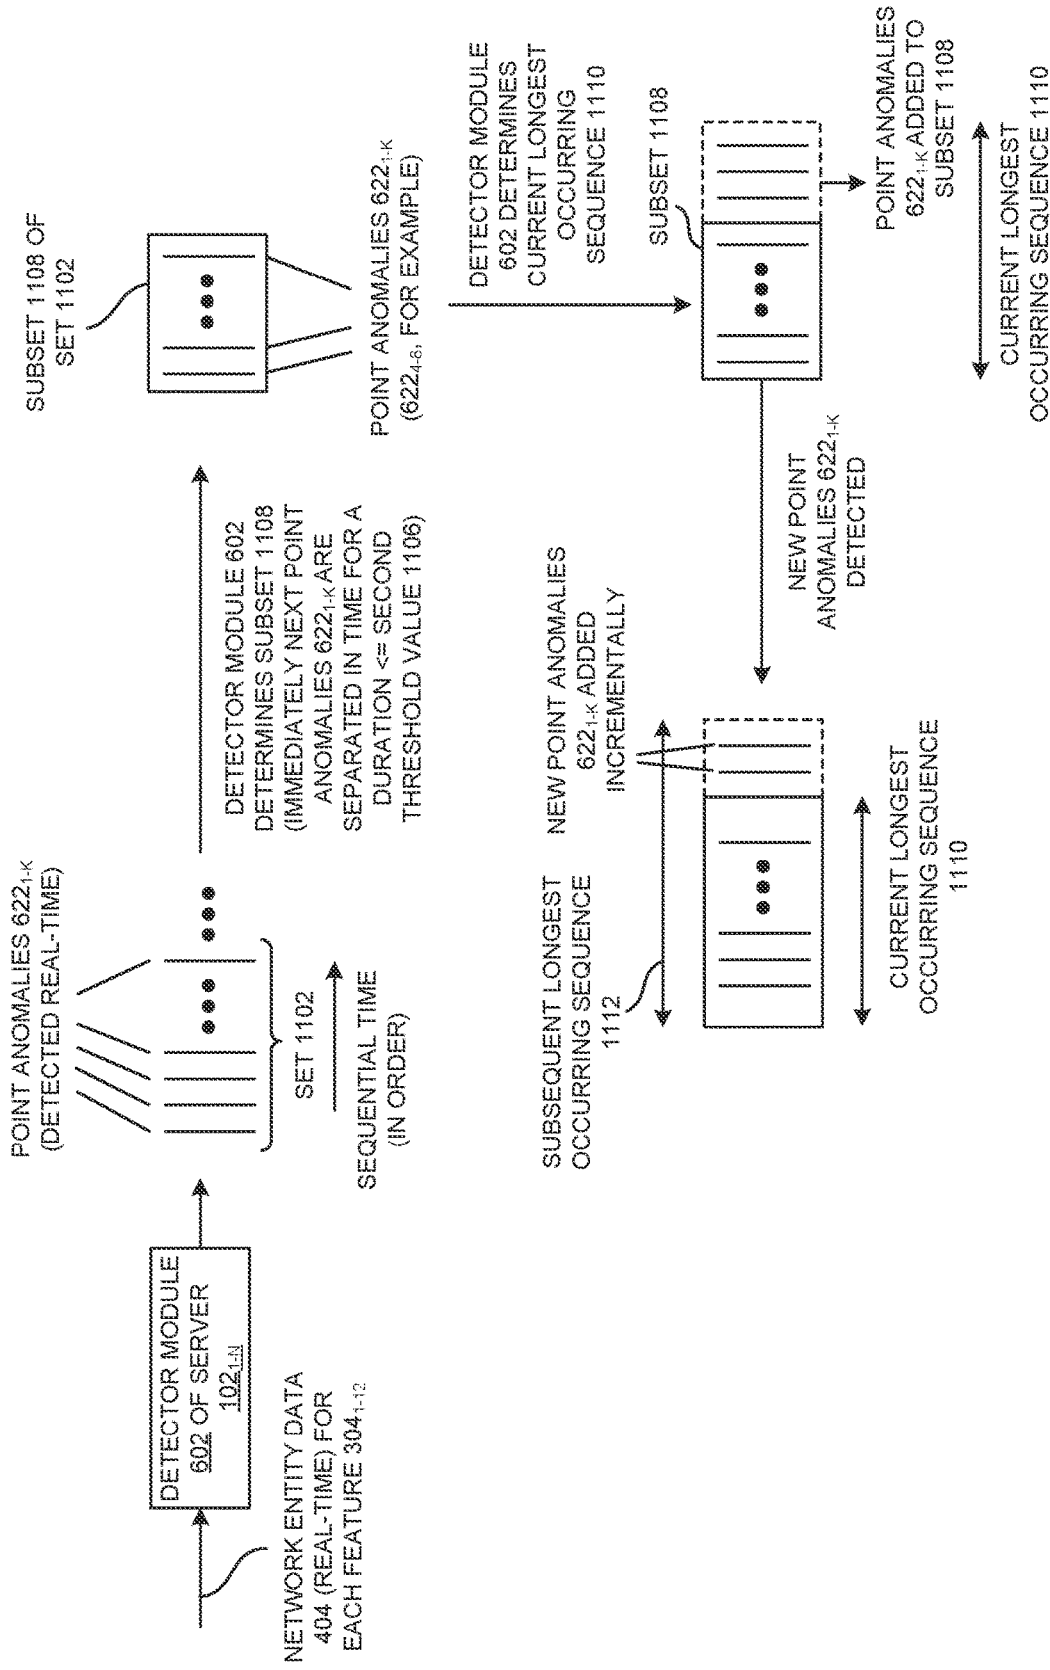 NETWORK ENTITY DATA
404 (REAL-TIME) FOR
EACH FEATURE 304₁₋₁₂
DETECTOR MODULE
602 OF SERVER
102₁₋N
POINT ANOMALIES 622₁₋K
(DETECTED REAL-TIME)
SET 1102
SEQUENTIAL TIME
(IN ORDER)
DETECTOR MODULE 602
DETERMINES SUBSET 1108
(IMMEDIATELY NEXT POINT
ANOMALIES 622₁₋K ARE
SEPARATED IN TIME FOR A
DURATION <= SECOND
THRESHOLD VALUE 1106)
SUBSET 1108 OF
SET 1102
POINT ANOMALIES 622₁₋K
(622₄₋₈, FOR EXAMPLE)
DETECTOR MODULE
602 DETERMINES
CURRENT LONGEST
OCCURRING
SEQUENCE 1110
SUBSET 1108
POINT ANOMALIES
622₁₋K ADDED TO
SUBSET 1108
CURRENT LONGEST
OCCURRING SEQUENCE 1110
NEW POINT
ANOMALIES 622₁₋K
DETECTED
NEW POINT ANOMALIES
622₁₋K ADDED
INCREMENTALLY
SUBSEQUENT LONGEST
OCCURRING SEQUENCE
1112
CURRENT LONGEST
OCCURRING SEQUENCE
1110